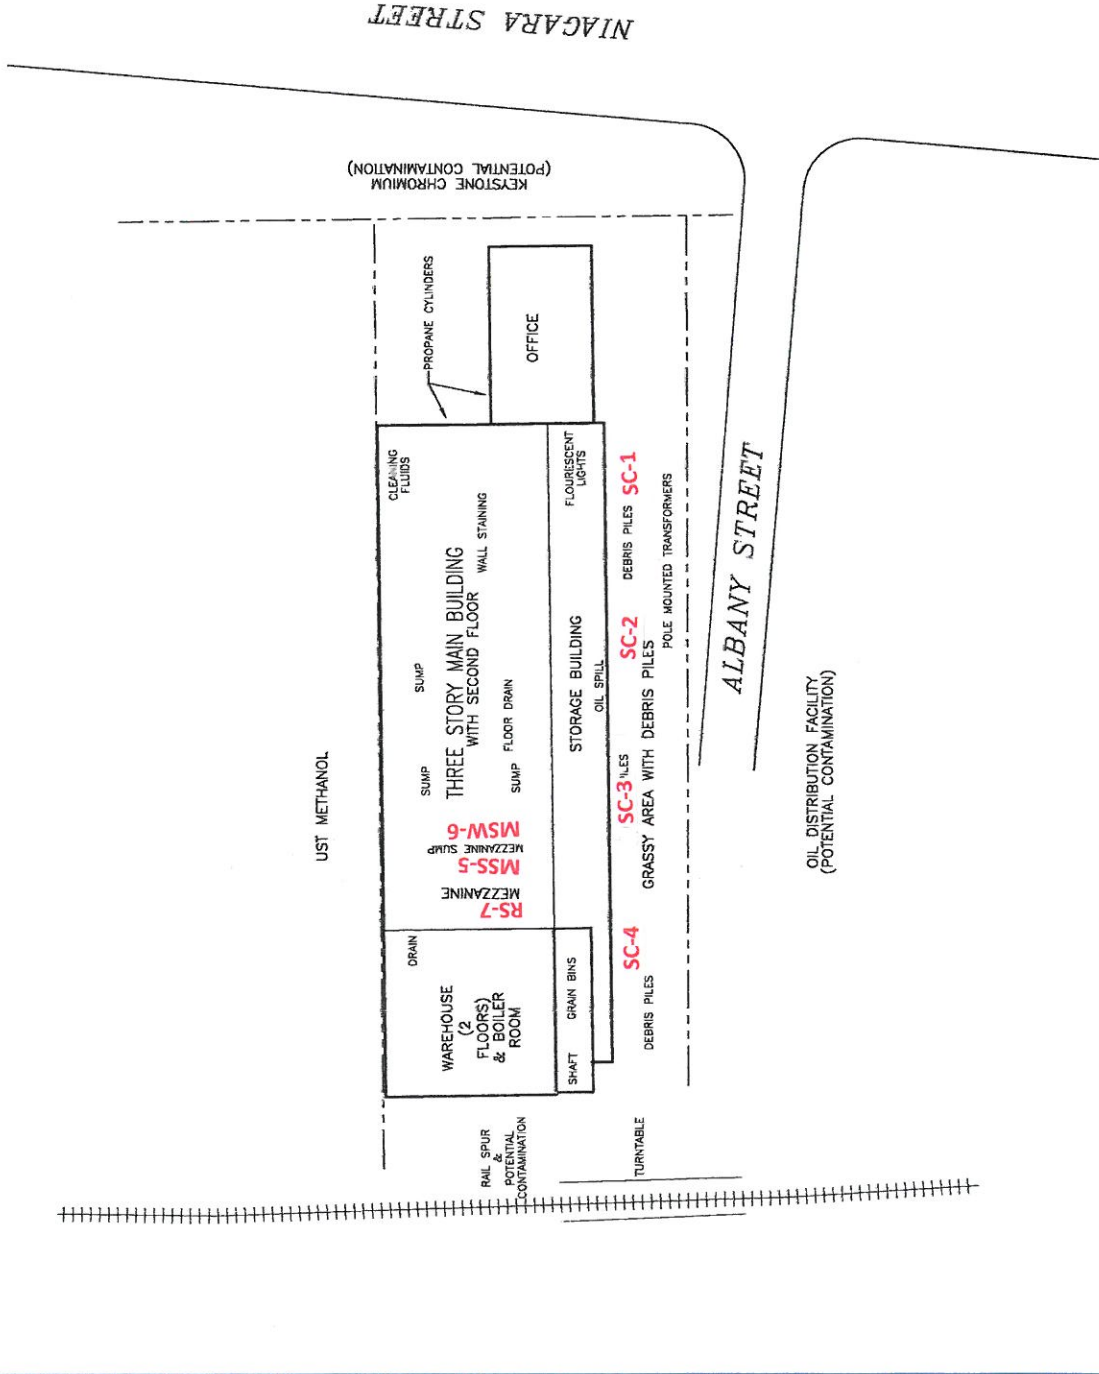 NIAGARA STREET
KEYSTONE CHROMIUM
(POTENTIAL CONTAMINATION)
PROPANE CYLINDERS
OFFICE
CLEANING
FLUIDS
FLOURESCENT
LIGHTS
WALL STAINING
THREE STORY MAIN BUILDING
WITH SECOND FLOOR
SUMP
SUMP
SUMP
FLOOR DRAIN
STORAGE BUILDING
OIL SPILL
DEBRIS PILES
SC-1
SC-2
SC-3
ILES
SC-4
GRASSY AREA WITH DEBRIS PILES
POLE MOUNTED TRANSFORMERS
DEBRIS PILES
ALBANY STREET
UST METHANOL
MSW-6
MEZZANINE SUMP
MSS-5
MEZZANINE
RS-7
DRAIN
WAREHOUSE
(2
FLOORS)
& BOILER
ROOM
GRAIN BINS
SHAFT
OIL DISTRIBUTION FACILITY
(POTENTIAL CONTAMINATION)
RAIL SPUR
&
POTENTIAL
CONTAMINATION
TURNTABLE